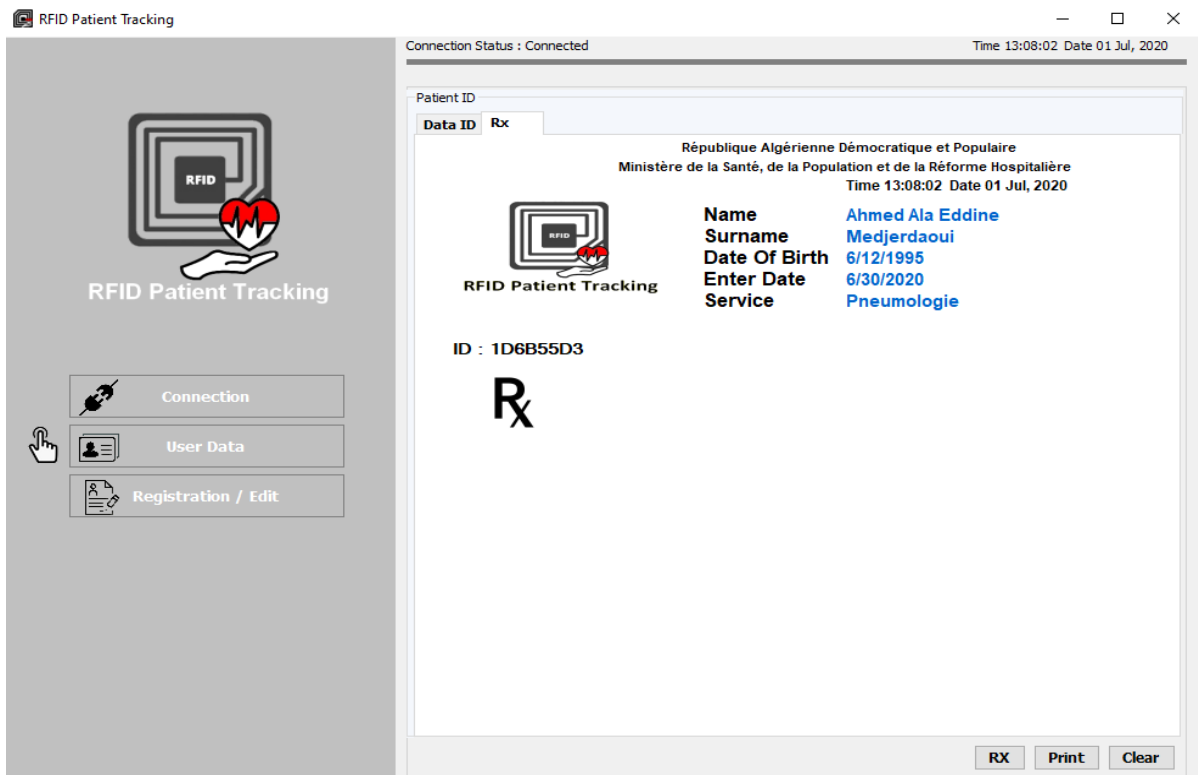 RFID Patient Tracking
Connection Status : Connected
Time 13:08:02 Date 01 Jul, 2020
RFID
RFID Patient Tracking
Connection
User Data
Registration / Edit
Patient ID
Data ID Rx
République Algérienne Démocratique et Populaire
Ministère de la Santé, de la Population et de la Réforme Hospitalière
Time 13:08:02 Date 01 Jul, 2020
RFID
RFID Patient Tracking
Name Ahmed Ala Eddine
Surname Medjerdaoui
Date Of Birth 6/12/1995
Enter Date 6/30/2020
Service Pneumologie
ID : 1D6B55D3
Rx
RX Print Clear